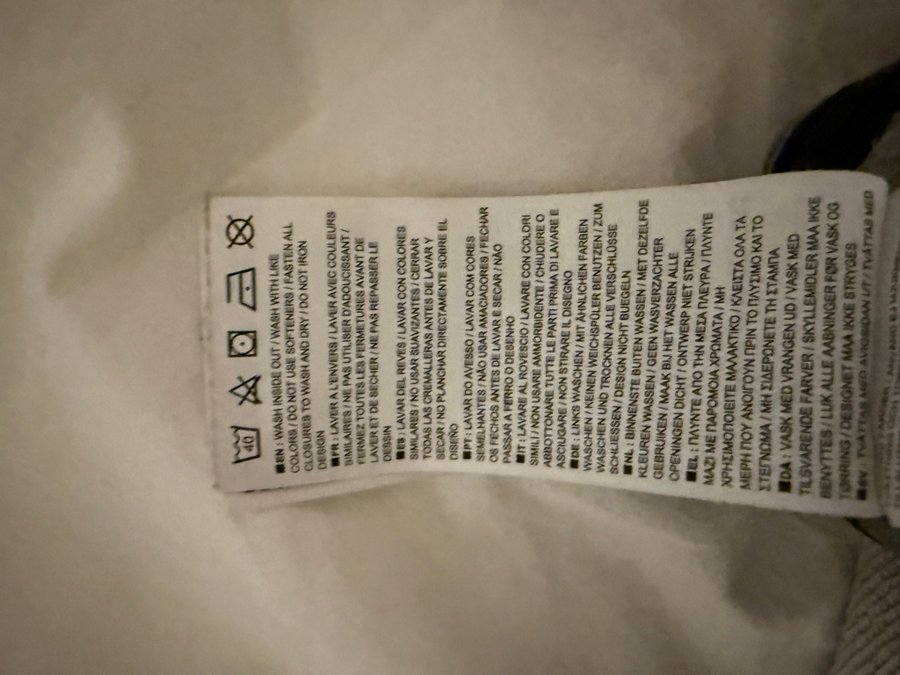 40
■EN : WASH INSIDE OUT / WASH WITH LIKE
COLORS / DO NOT USE SOFTENERS / FASTEN ALL
CLOSURES TO WASH AND DRY / DO NOT IRON
DESIGN
■FR : LAVER A L'ENVERS / LAVER AVEC COULEURS
SIMILAIRES / NE PAS UTILISER D'ADOUCISSANT /
FERMEZ TOUTES LES FERMETURES AVANT DE
LAVER ET DE SECHER / NE PAS REPASSER LE
DESSIN
■ES : LAVAR DEL REVES / LAVAR CON COLORES
SIMILARES / NO USAR SUAVIZANTES / CERRAR
TODAS LAS CREMALLERAS ANTES DE LAVAR Y
SECAR / NO PLANCHAR DIRECTAMENTE SOBRE EL
DISEÑO
■PT : LAVAR DO AVESSO / LAVAR COM CORES
SEMELHANTES / NÃO USAR AMACIADORES / FECHAR
OS FECHOS ANTES DE LAVAR E SECAR / NÃO
PASSAR A FERRO O DESENHO
■IT : LAVARE AL ROVESCIO / LAVARE CON COLORI
SIMILI / NON USARE AMMORBIDENTE / CHIUDERE O
ABBOTTONARE TUTTE LE PARTI PRIMA DI LAVARE E
ASCIUGARE / NON STIRARE IL DISEGNO
■DE : LINKS WASCHEN / MIT ÄHNLICHEN FARBEN
WASCHEN / KEINEN WEICHSPÜLER BENUTZEN / ZUM
WASCHEN UND TROCKNEN ALLE VERSCHLÜSSE
SCHLIESSEN / DESIGN NICHT BUEGELN
■NL : BINNENSTE BUITEN WASSEN / MET DEZELFDE
KLEUREN WASSEN / GEEN WASVERZACHTER
GEBRUIKEN / MAAK BIJ HET WASSEN ALLE
OPENINGEN DICHT / ONTWERP NIET STRIJKEN
■EL : ΠΛΥΝΤΕ ΑΠΟ ΤΗΝ ΜΕΣΑ ΠΛΕΥΡΑ / ΠΛΥΝΤΕ
ΜΑΖΙ ΜΕ ΠΑΡΟΜΟΙΑ ΧΡΩΜΑΤΑ / ΜΗ
ΧΡΗΣΙΜΟΠΟΙΕΙΤΕ ΜΑΛΑΚΤΙΚΟ / ΚΛΕΙΣΤΑ ΟΛΑ ΤΑ
ΜΕΡΗ ΠΟΥ ΑΝΟΙΓΟΥΝ ΠΡΙΝ ΤΟ ΠΛΥΣΙΜΟ ΚΑΙ ΤΟ
ΣΤΕΓΝΩΜΑ / ΜΗ ΣΙΔΕΡΩΝΕΤΕ ΤΗ ΣΤΑΜΠΑ
■DA : VASK MED VRANGEN UD / VASK MED
TILSVARENDE FARVER / SKYLLEMIDLER MAA IKKE
BENYTTES / LUK ALLE AABNINGER FØR VASK OG
TØRRING / DESIGNET MAA IKKE STRYGES
■SV : TVÄTTAS MED AVIGSIDAN UT / TVÄTTAS MED